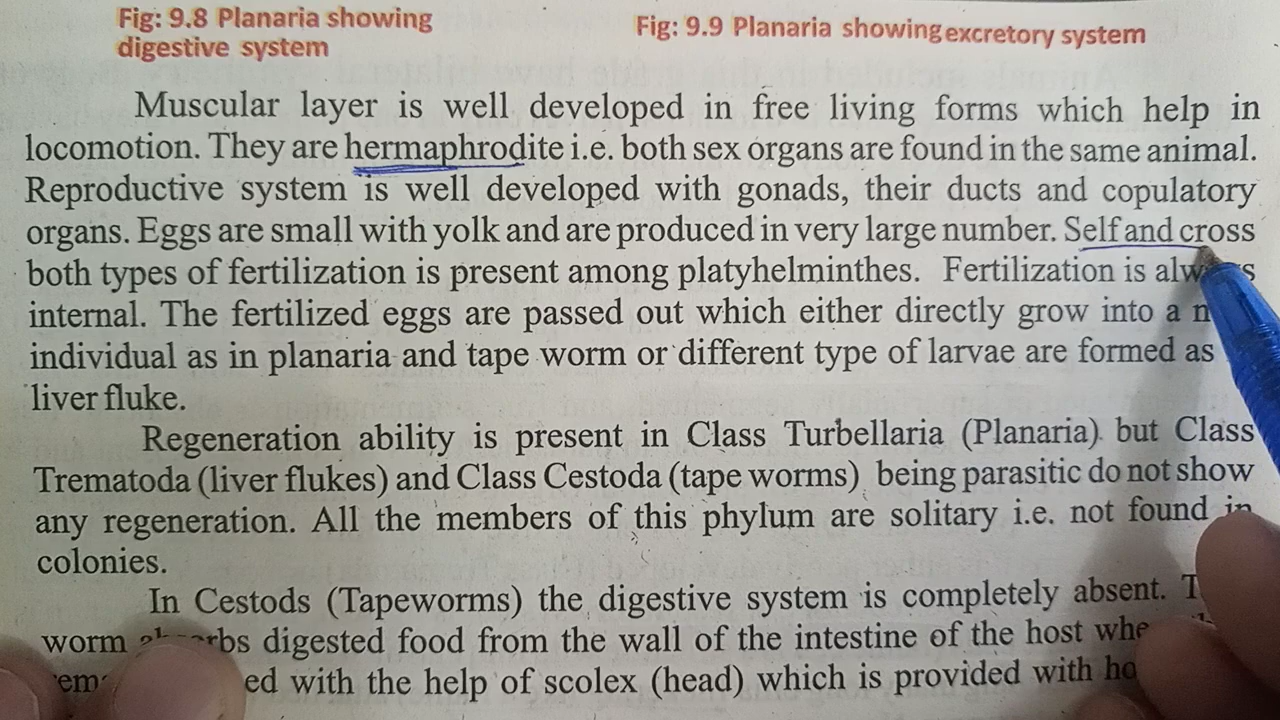 Fig: 9.8 Planaria showing
digestive system
Fig: 9.9 Planaria showing excretory system
Muscular layer is well developed in free living forms which help in
locomotion. They are hermaphrodite i.e. both sex organs are found in the same animal.
Reproductive system is well developed with gonads, their ducts and copulatory
organs. Eggs are small with yolk and are produced in very large number. Self and cross
both types of fertilization is present among platyhelminthes. Fertilization is
internal. The fertilized eggs are passed out which either directly grow into a
individual as in planaria and tape worm or different type of larvae are formed as
liver fluke.
Regeneration ability is present in Class Turbellaria (Planaria) but Class
Trematoda (liver flukes) and Class Cestoda (tape worms) being parasitic do not show
any regeneration. All the members of this phylum are solitary i.e. not found in
colonies.
In Cestods (Tapeworms) the digestive system is completely absent.
worm digested food from the wall of the intestine of the host
with the help of scolex (head) which is provided with